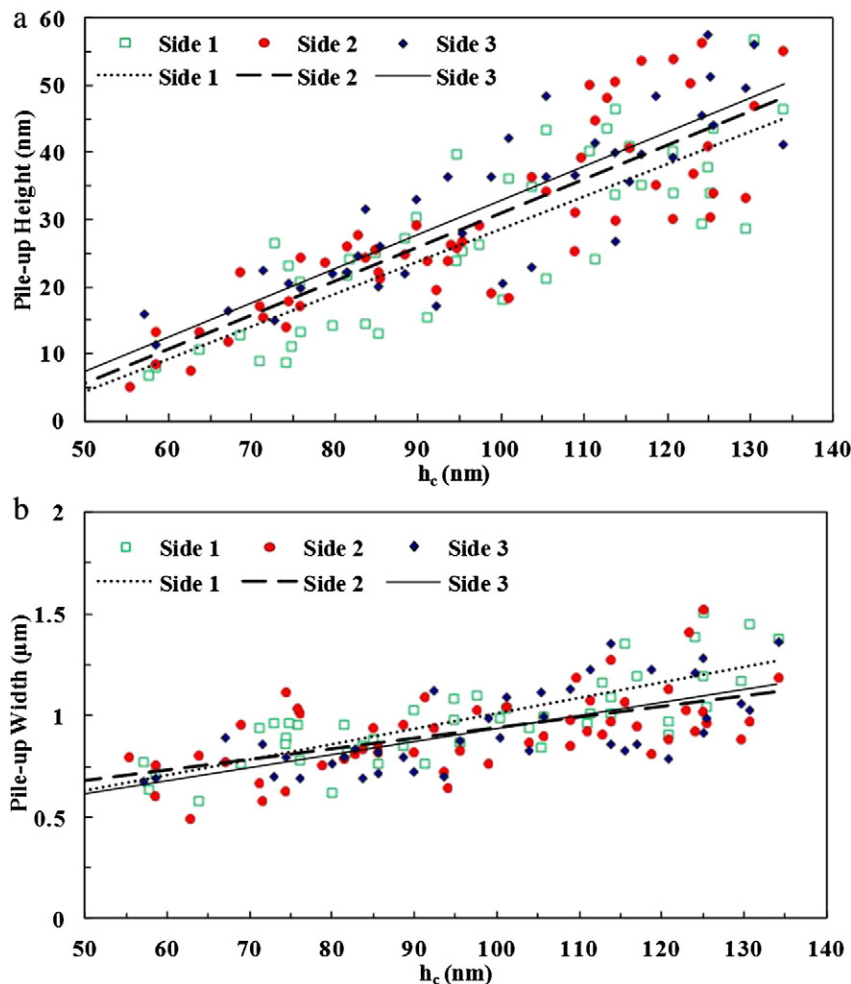 a
Side 1 Side 2 Side 3
Side 1 Side 2 Side 3
Pile-up Height (nm)
60
50
40
30
20
10
0
50 60 70 80 90 100 110 120 130 140
h_c (nm)
b
Side 1 Side 2 Side 3
Side 1 Side 2 Side 3
Pile-up Width (μm)
2
1.5
1
0.5
0
50 60 70 80 90 100 110 120 130 140
h_c (nm)